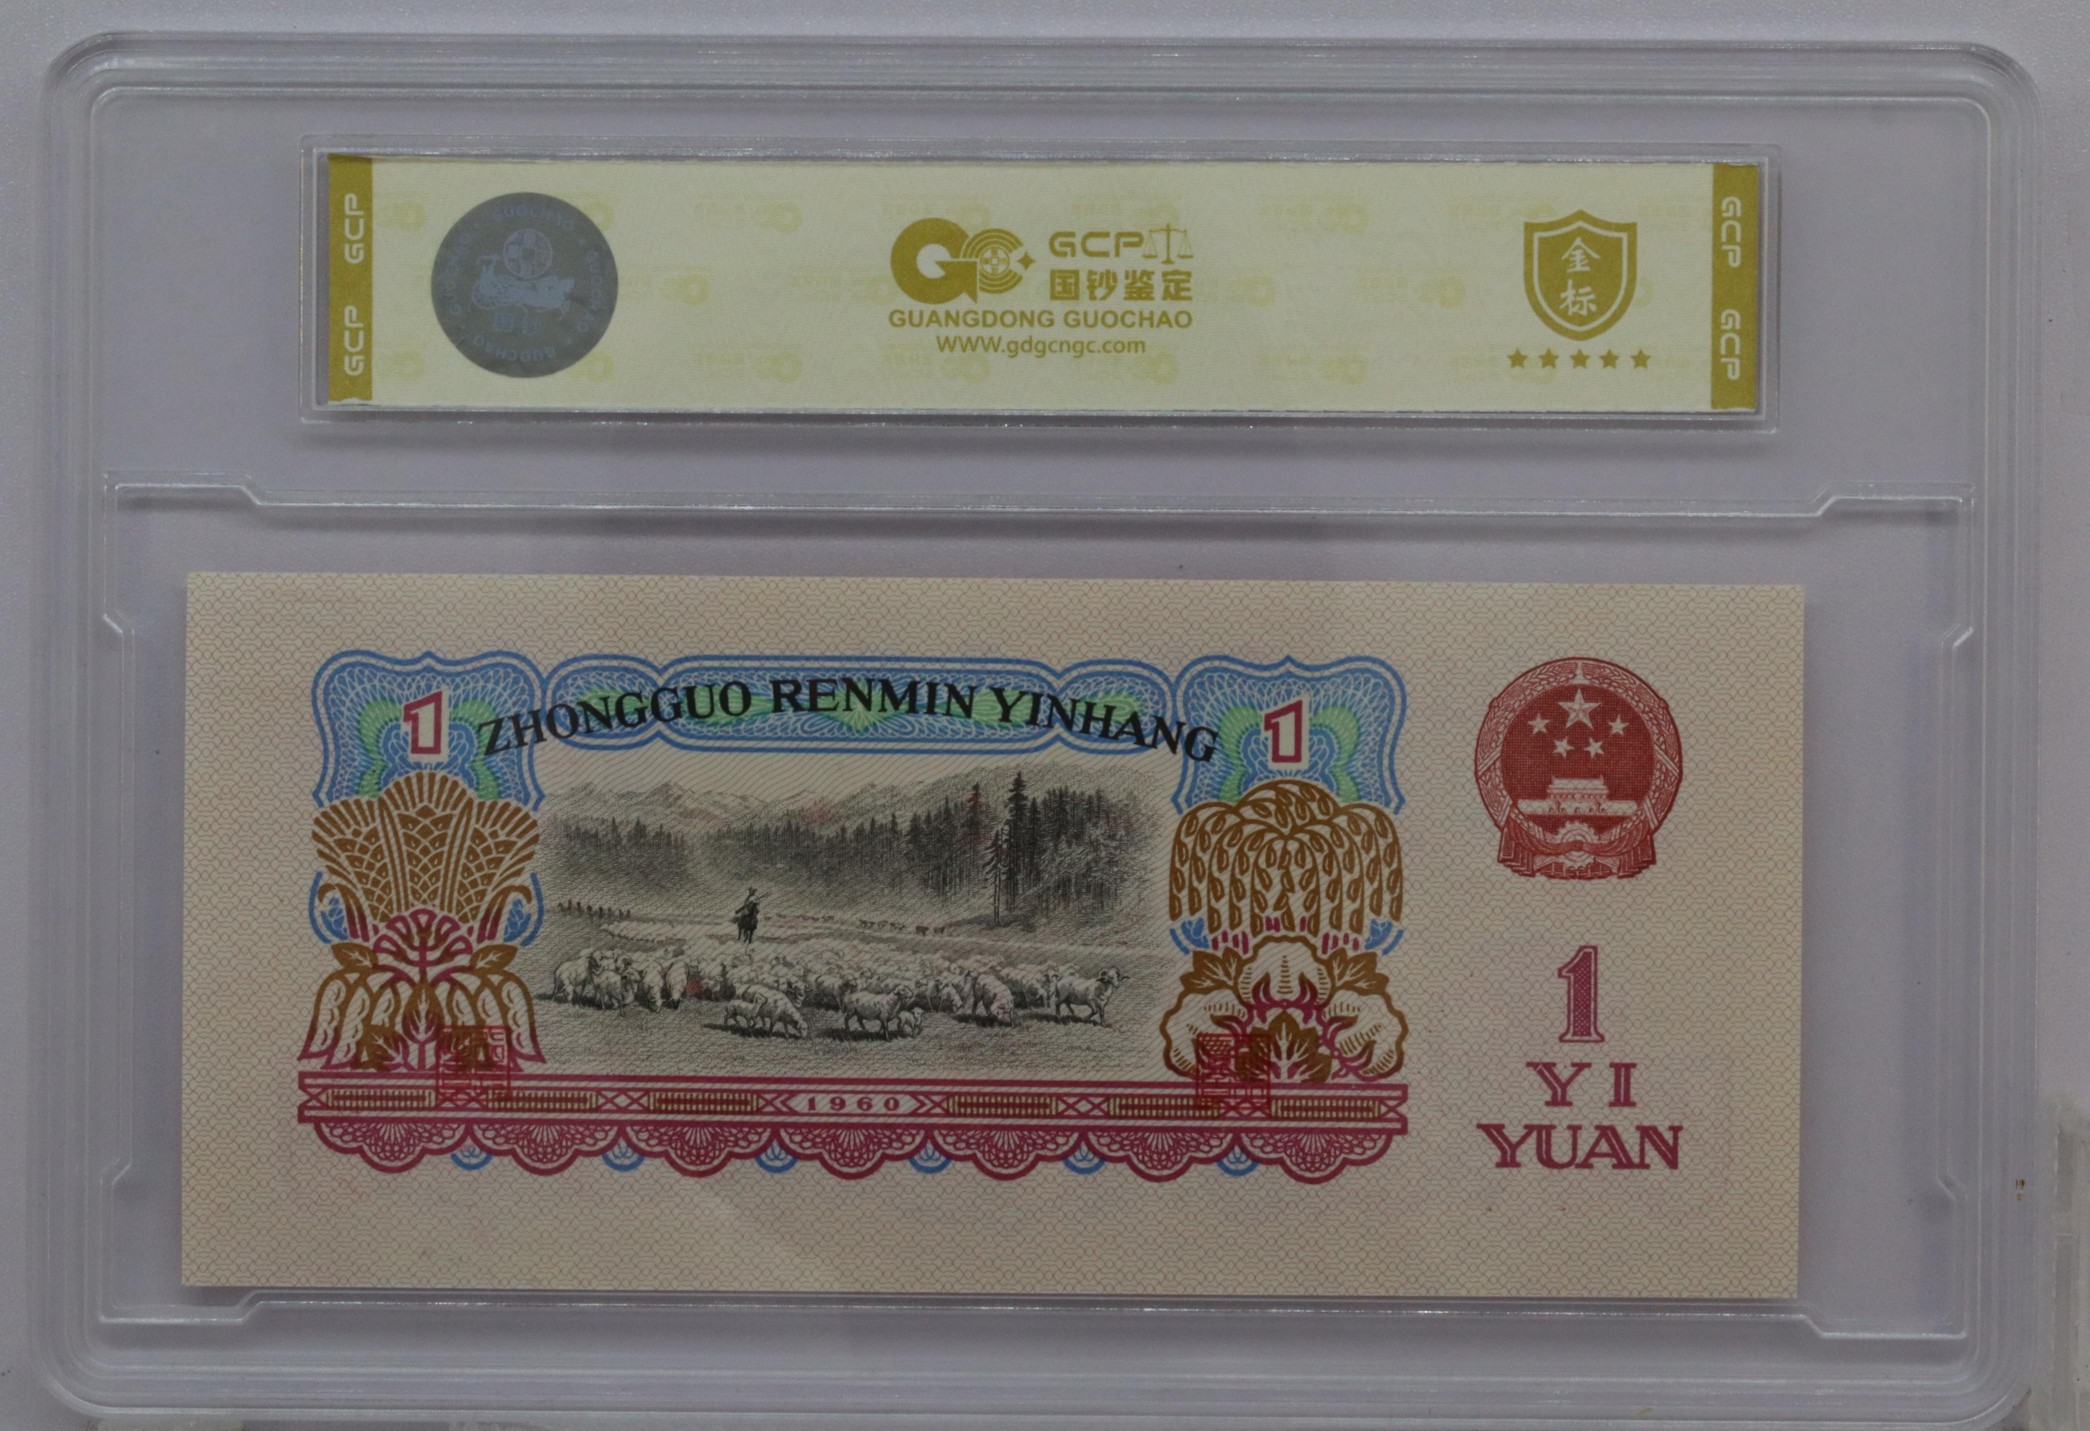 GCP GCP
GUOCHAO
GCP
国钞鉴定
GUANGDONG GUOCHAO
WWW.gdgcngc.com
金
标
GCP GCP
1
ZHONGGUO RENMIN YINHANG
1
1960
1
YI
YUAN